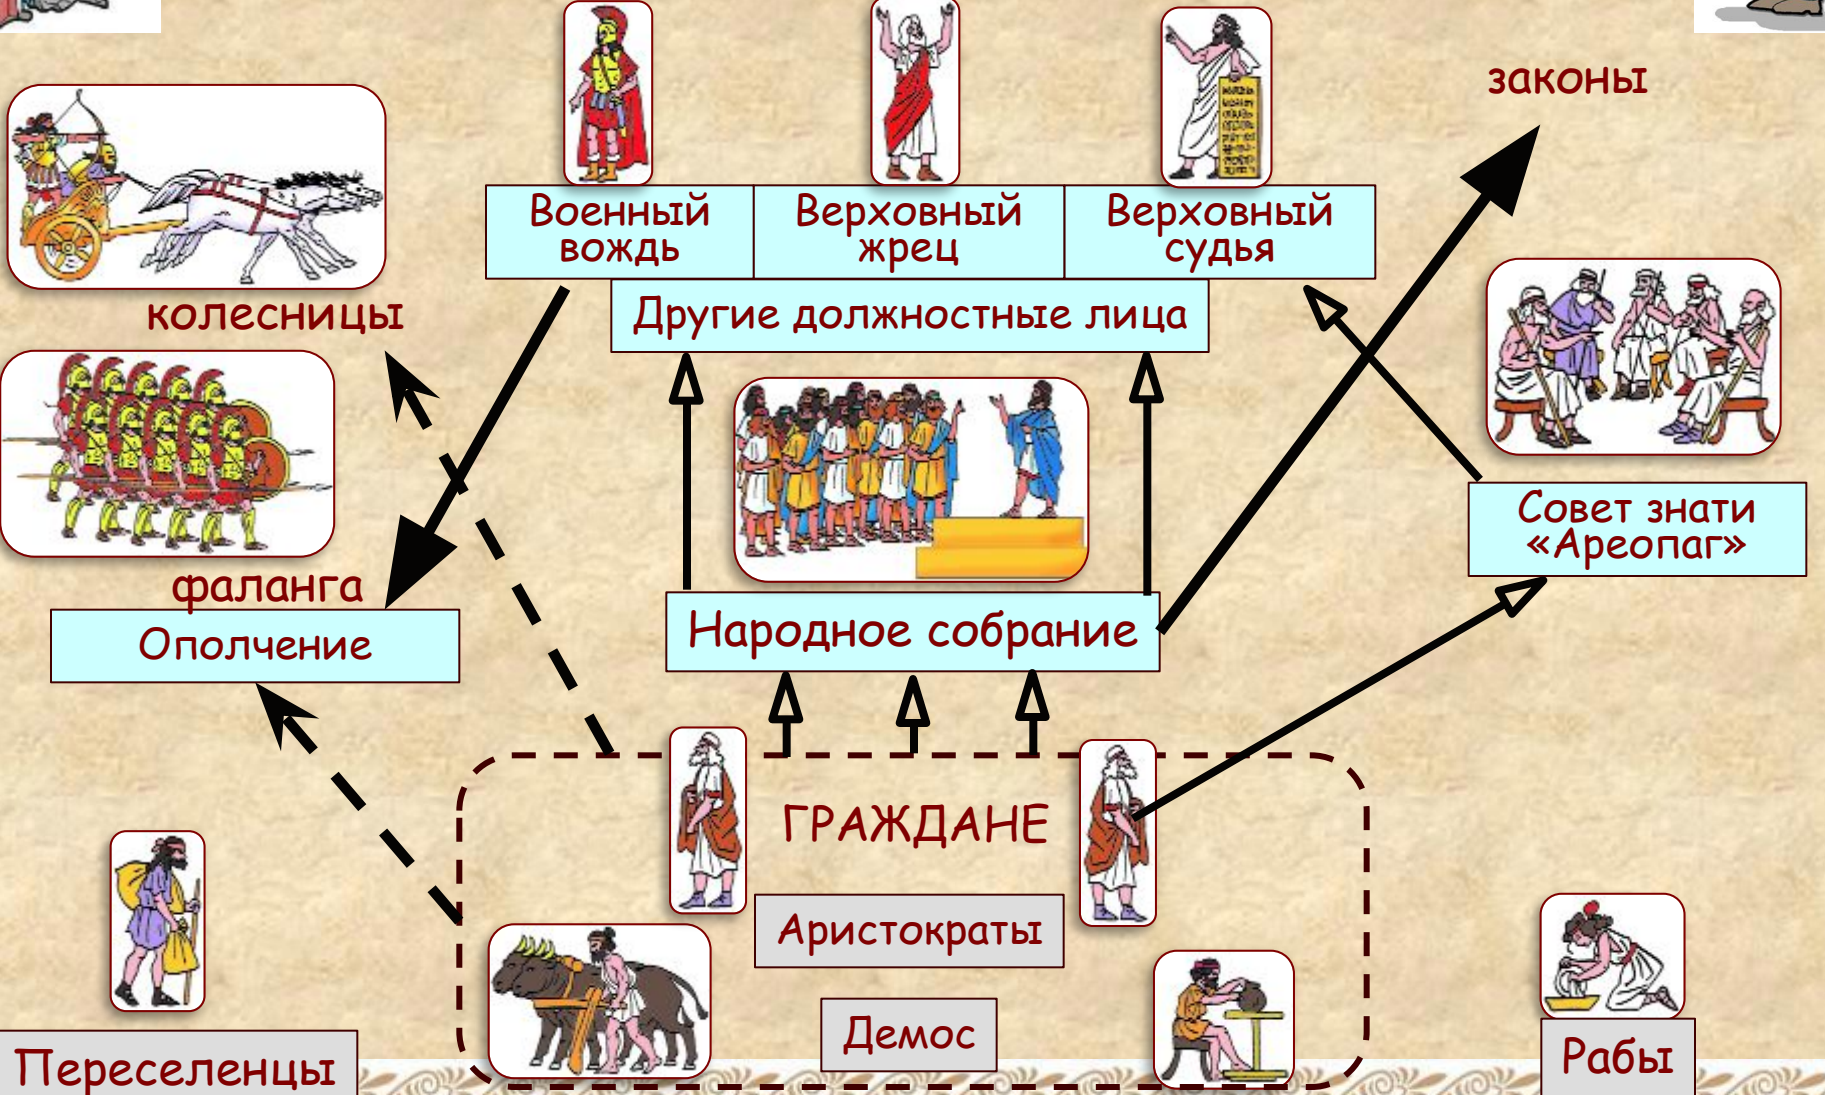 законы
Военный
вождь
Верховный
жрец
Верховный
судья
Другие должностные лица
колесницы
Совет знати
«Ареопаг»
фаланга
Ополчение
Народное собрание
ГРАЖДАНЕ
Аристократы
Демос
Переселенцы
Рабы